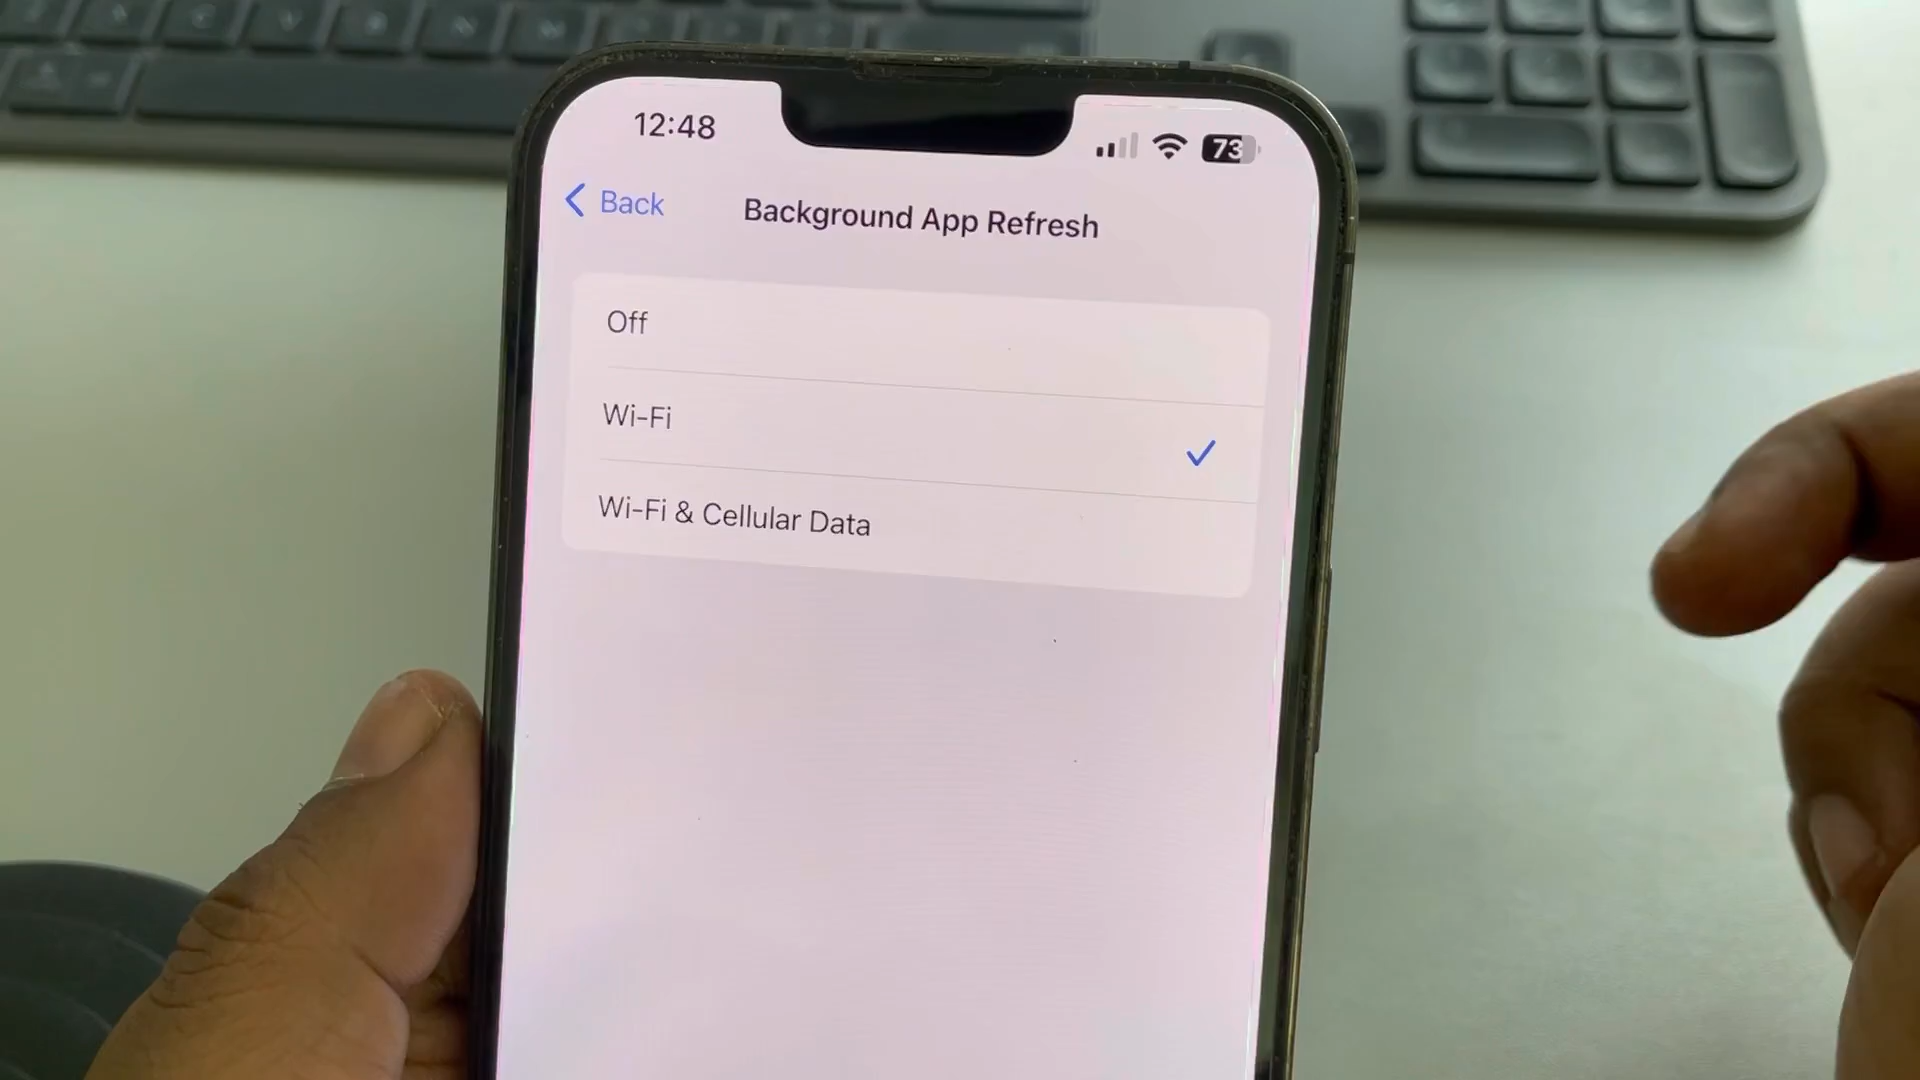 12:48
73
Back
Background App Refresh
Off
Wi-Fi
Wi-Fi & Cellular Data